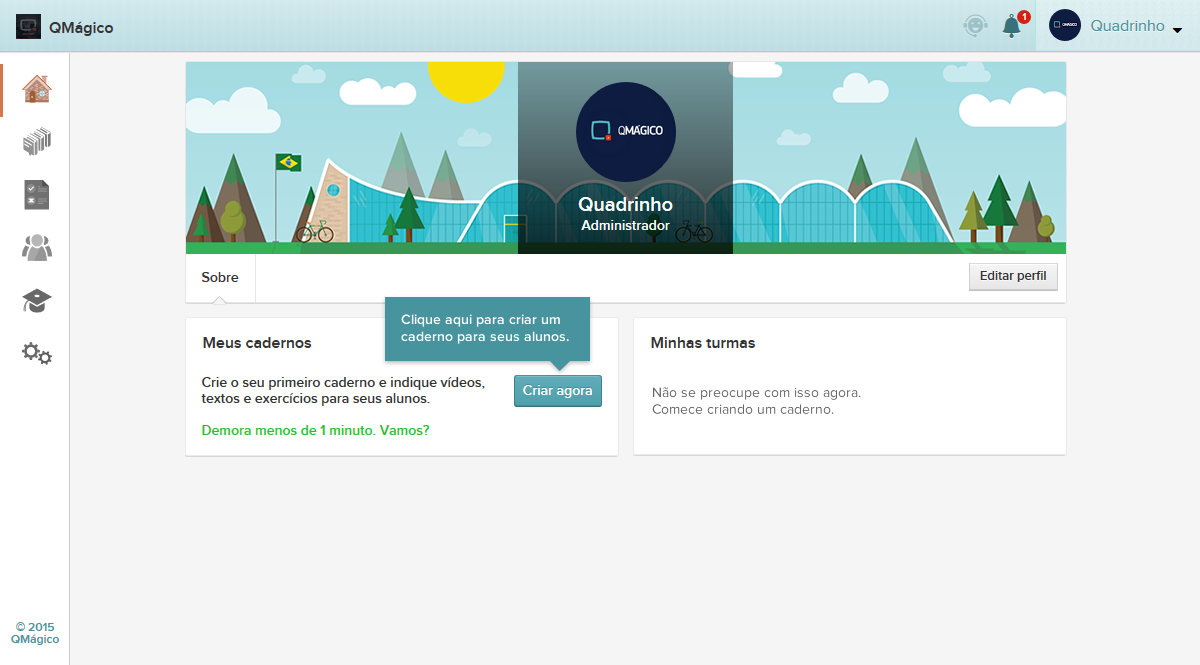 QMágico
1
Quadrinho
QMÁGICO
Quadrinho
Administrador
Sobre
Editar perfil
Clique aqui para criar um
caderno para seus alunos.
Meus cadernos
Crie o seu primeiro caderno e indique vídeos,
textos e exercícios para seus alunos.
Criar agora
Demora menos de 1 minuto. Vamos?
Minhas turmas
Não se preocupe com isso agora.
Comece criando um caderno.
© 2015
QMágico